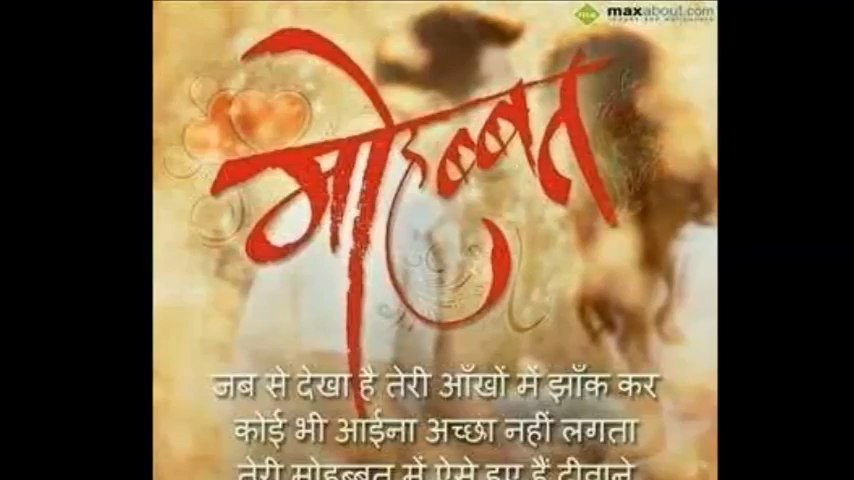 maxabout.com
मोहब्बत
जब से देखा है तेरी आँखों में झाँक कर
कोई भी आईना अच्छा नहीं लगता
तेरी मोहब्बत में ऐसे हुए हैं दीवाने